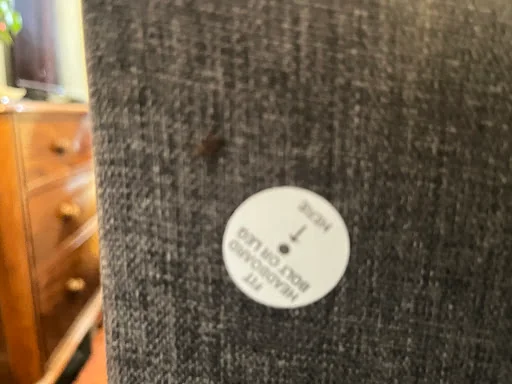 FIT
HEADBOARD
BOLT OR LEG
HERE